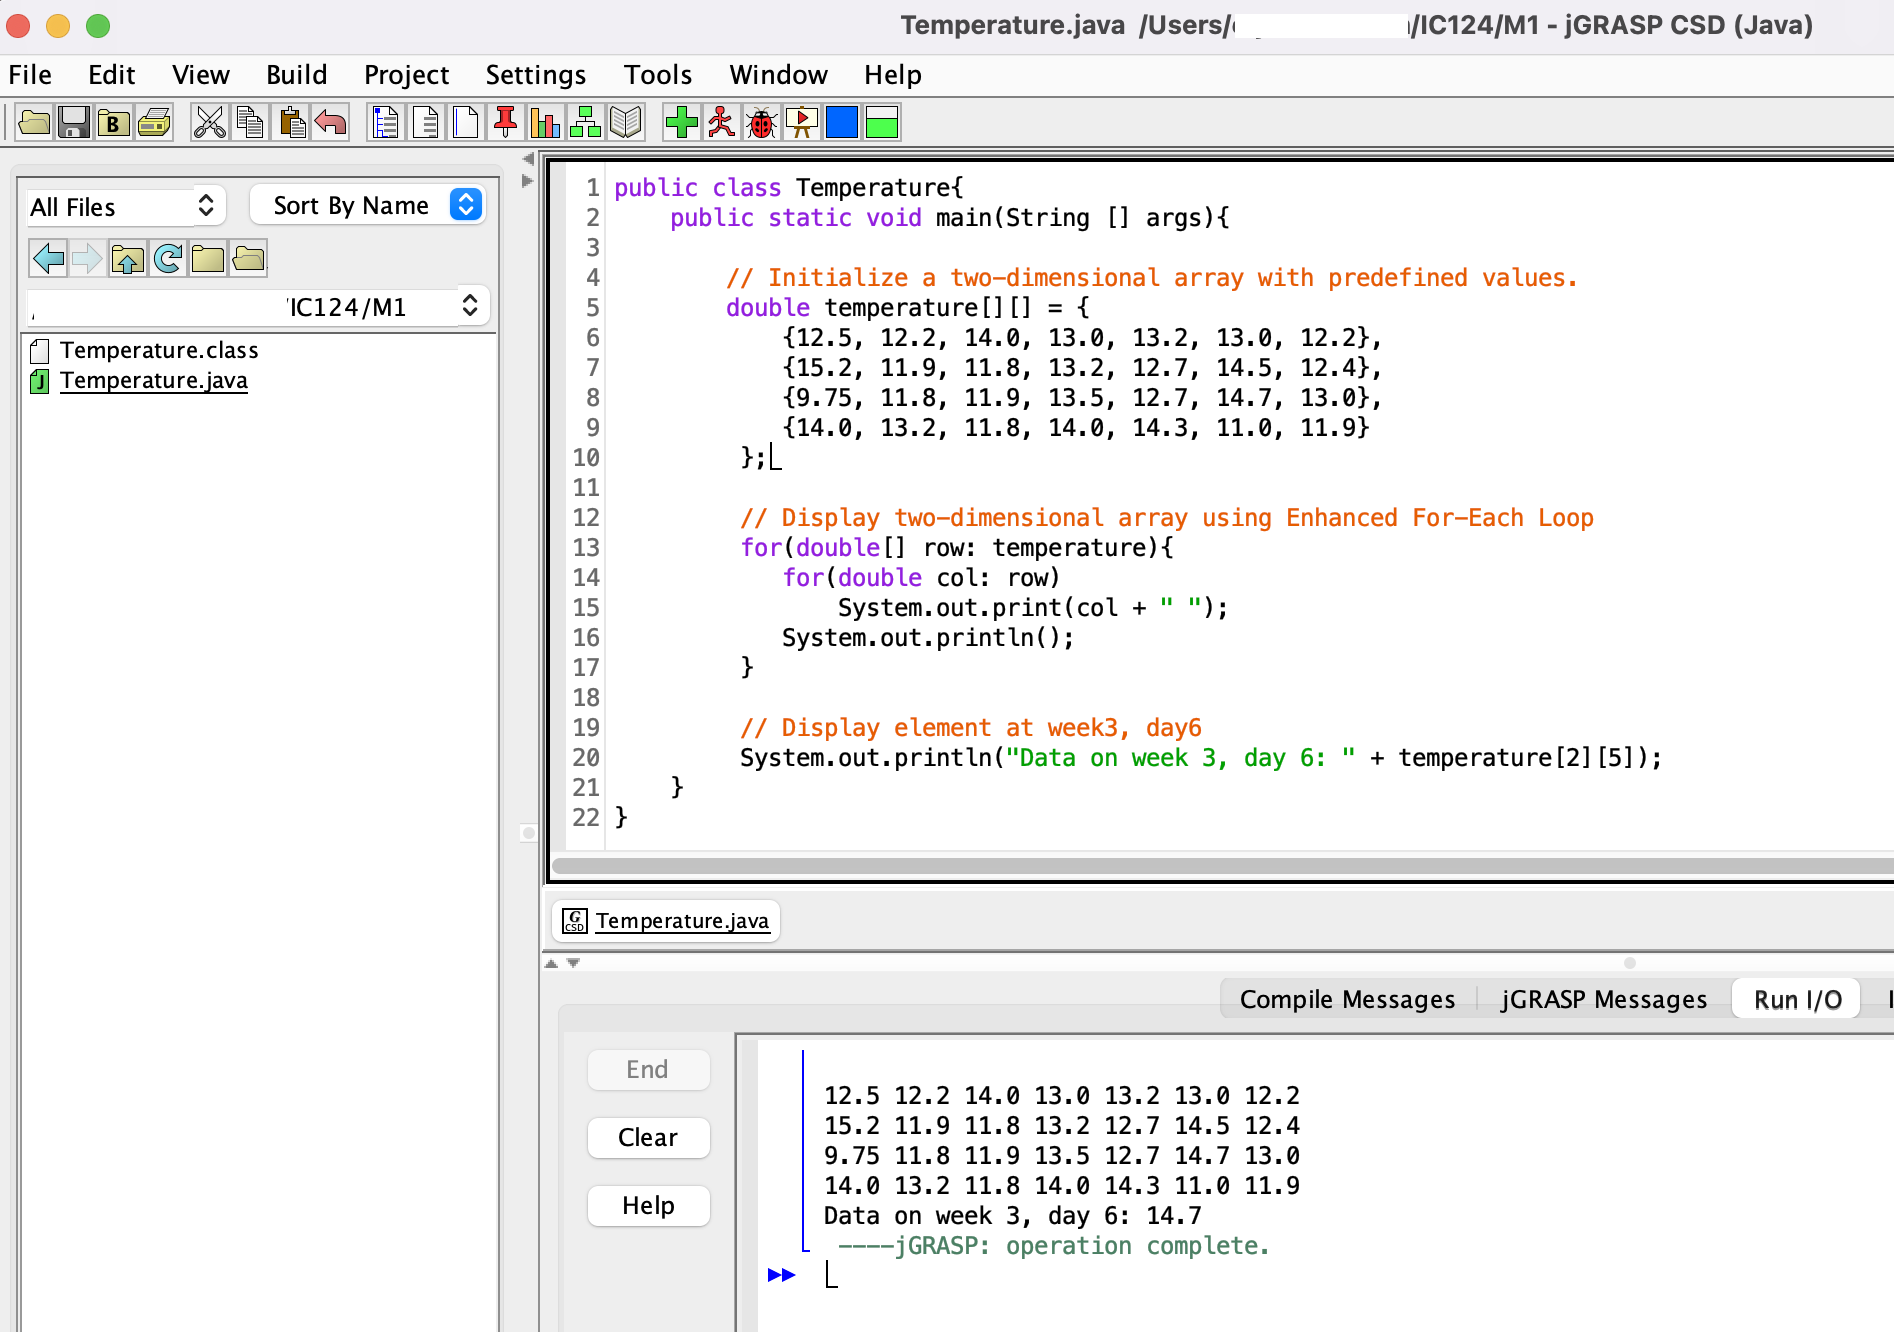 Temperature.java /Users/ /IC124/M1 - jGRASP CSD (Java)
File Edit View Build Project Settings Tools Window Help
B
All Files Sort By Name
/IC124/M1
Temperature.class
J Temperature.java
1 public class Temperature{
2 public static void main(String [] args){
3
4 // Initialize a two-dimensional array with predefined values.
5 double temperature[][] = {
6 {12.5, 12.2, 14.0, 13.0, 13.2, 13.0, 12.2},
7 {15.2, 11.9, 11.8, 13.2, 12.7, 14.5, 12.4},
8 {9.75, 11.8, 11.9, 13.5, 12.7, 14.7, 13.0},
9 {14.0, 13.2, 11.8, 14.0, 14.3, 11.0, 11.9}
10 };
11
12 // Display two-dimensional array using Enhanced For-Each Loop
13 for(double[] row: temperature){
14 for(double col: row)
15 System.out.print(col + " ");
16 System.out.println();
17 }
18
19 // Display element at week3, day6
20 System.out.println("Data on week 3, day 6: " + temperature[2][5]);
21 }
22 }
G CSD Temperature.java
Compile Messages jGRASP Messages Run I/O
End
Clear
Help
12.5 12.2 14.0 13.0 13.2 13.0 12.2
15.2 11.9 11.8 13.2 12.7 14.5 12.4
9.75 11.8 11.9 13.5 12.7 14.7 13.0
14.0 13.2 11.8 14.0 14.3 11.0 11.9
Data on week 3, day 6: 14.7
----jGRASP: operation complete.